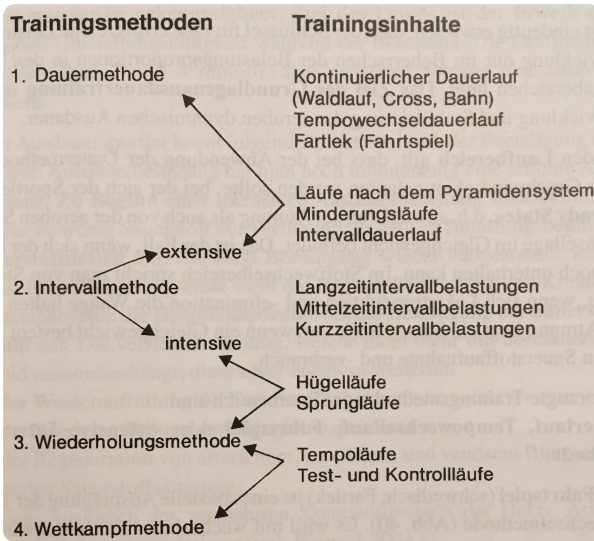 Trainingsmethoden
Trainingsinhalte
1. Dauermethode
Kontinuierlicher Dauerlauf
(Waldlauf, Cross, Bahn)
Tempowechseldauerlauf
Fartlek (Fahrtspiel)
Läufe nach dem Pyramidensystem
Minderungsläufe
Intervalldauerlauf
extensive
2. Intervallmethode
Langzeitintervallbelastungen
Mittelzeitintervallbelastungen
Kurzzeitintervallbelastungen
intensive
Hügelläufe
Sprungläufe
3. Wiederholungsmethode
Tempoläufe
Test- und Kontrollläufe
4. Wettkampfmethode